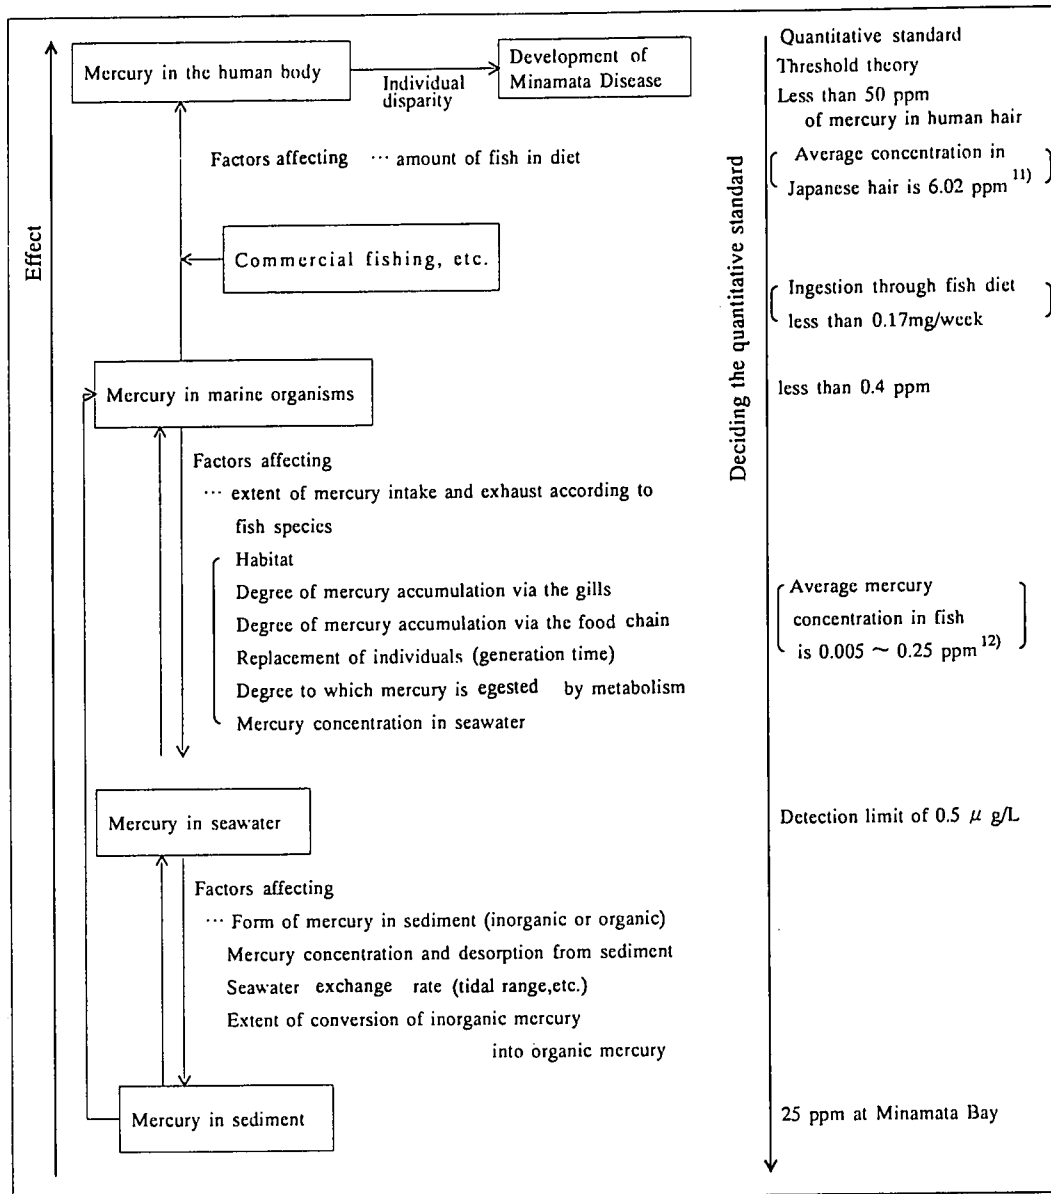 Effect
Mercury in the human body
Individual
disparity
Development of
Minamata Disease
Factors affecting ··· amount of fish in diet
Commercial fishing, etc.
Mercury in marine organisms
Factors affecting
··· extent of mercury intake and exhaust according to
fish species
Habitat
Degree of mercury accumulation via the gills
Degree of mercury accumulation via the food chain
Replacement of individuals (generation time)
Degree to which mercury is egested by metabolism
Mercury concentration in seawater
Mercury in seawater
Factors affecting
··· Form of mercury in sediment (inorganic or organic)
Mercury concentration and desorption from sediment
Seawater exchange rate (tidal range,etc.)
Extent of conversion of inorganic mercury
into organic mercury
Mercury in sediment
Deciding the quantitative standard
Quantitative standard
Threshold theory
Less than 50 ppm
of mercury in human hair
Average concentration in
Japanese hair is 6.02 ppm 11)
Ingestion through fish diet
less than 0.17mg/week
less than 0.4 ppm
Average mercury
concentration in fish
is 0.005 ~ 0.25 ppm 12)
Detection limit of 0.5 μ g/L
25 ppm at Minamata Bay